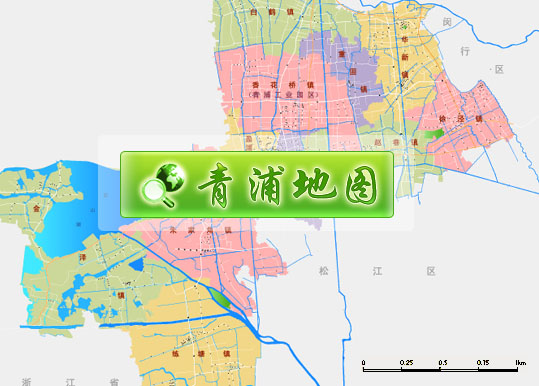 白鹤镇
闵行区
华新镇
重固镇
香花桥镇
(青浦工业园区)
徐泾镇
赵巷镇
青浦地图
朱家角镇
金泽镇
松江区
练塘镇
浙江省
0 0.25 0.5 0.15 1km